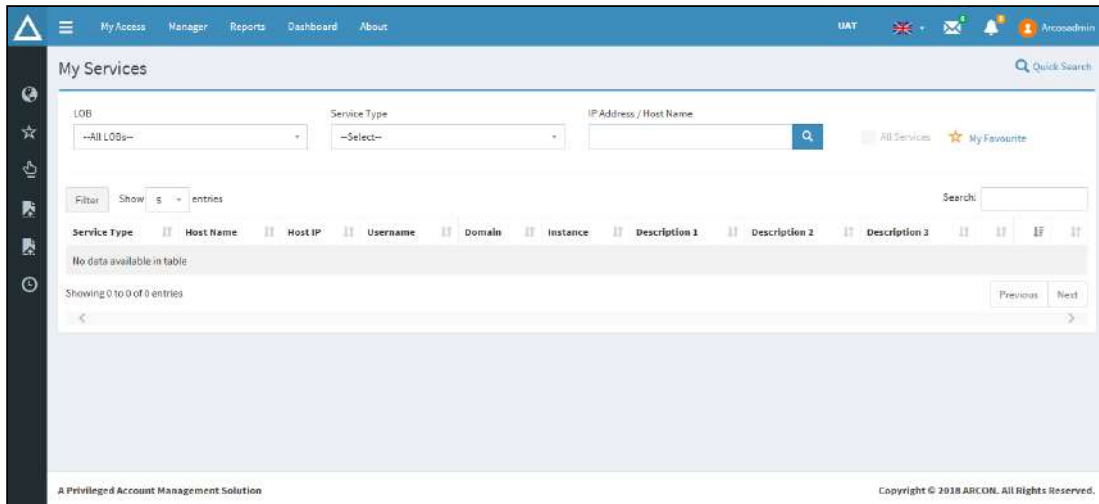 My Access Manager Reports Dashboard About UAT Arcosadmin
My Services Quick Search
LOB Service Type IP Address / Host Name
--All LOBs-- --Select-- All Services My Favourite
Filter Show 5 entries Search:
Service Type Host Name Host IP Username Domain Instance Description 1 Description 2 Description 3
No data available in table
Showing 0 to 0 of 0 entries Previous Next
A Privileged Account Management Solution Copyright © 2018 ARCON. All Rights Reserved.